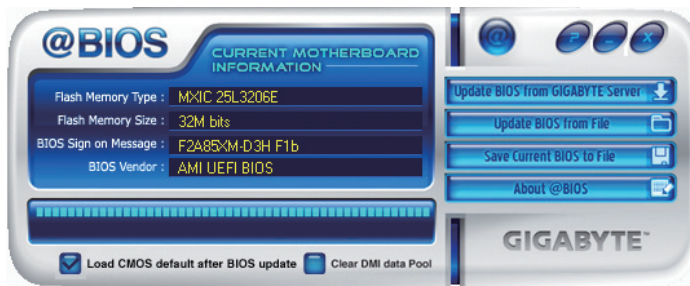 @BIOS
CURRENT MOTHERBOARD
INFORMATION
Flash Memory Type : MXIC 25L3206E
Flash Memory Size : 32M bits
BIOS Sign on Message : F2A85XM-D3H F1b
BIOS Vendor : AMI UEFI BIOS
Load CMOS default after BIOS update Clear DMI data Pool
@ ? – x
Update BIOS from GIGABYTE Server
Update BIOS from File
Save Current BIOS to File
About @BIOS
GIGABYTE™